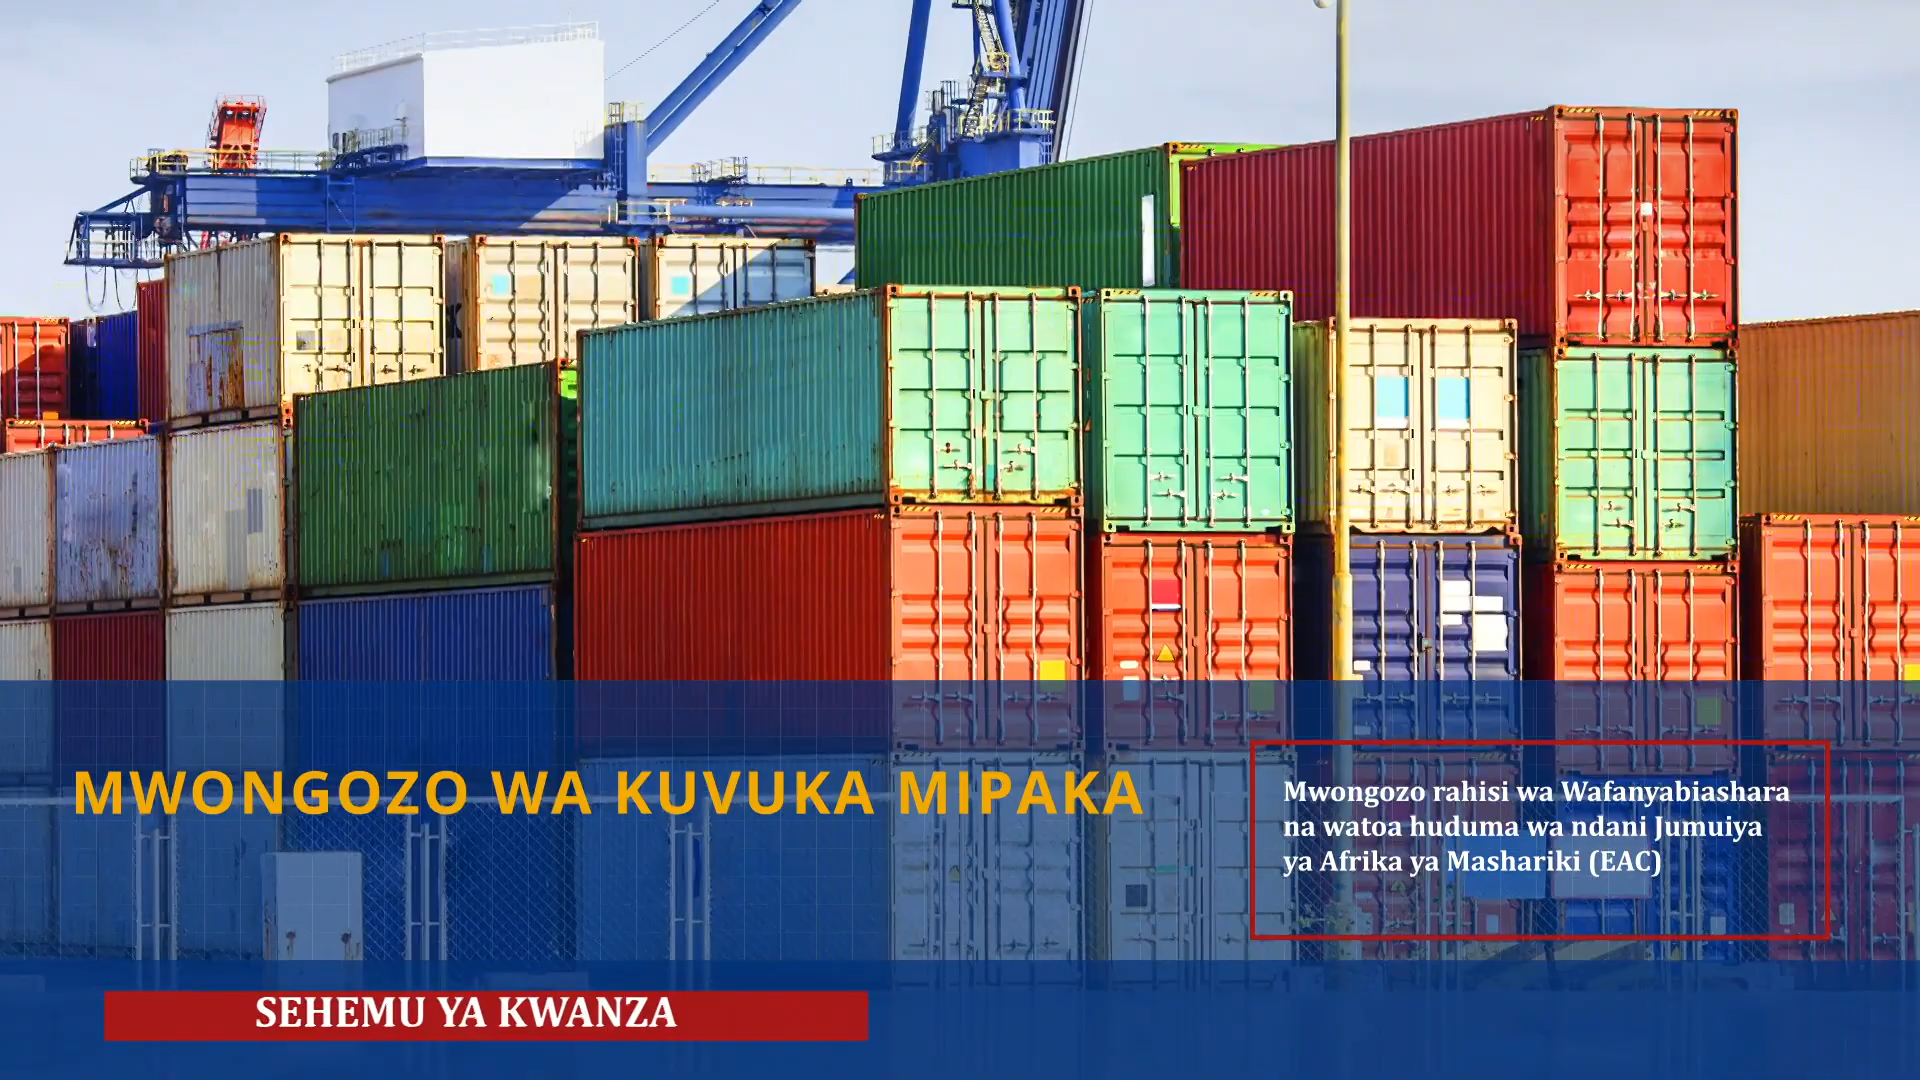 MWONGOZO WA KUVUKA MIPAKA
Mwongozo rahisi wa Wafanyabiashara
na watoa huduma wa ndani Jumuiya
ya Afrika ya Mashariki (EAC)
SEHEMU YA KWANZA